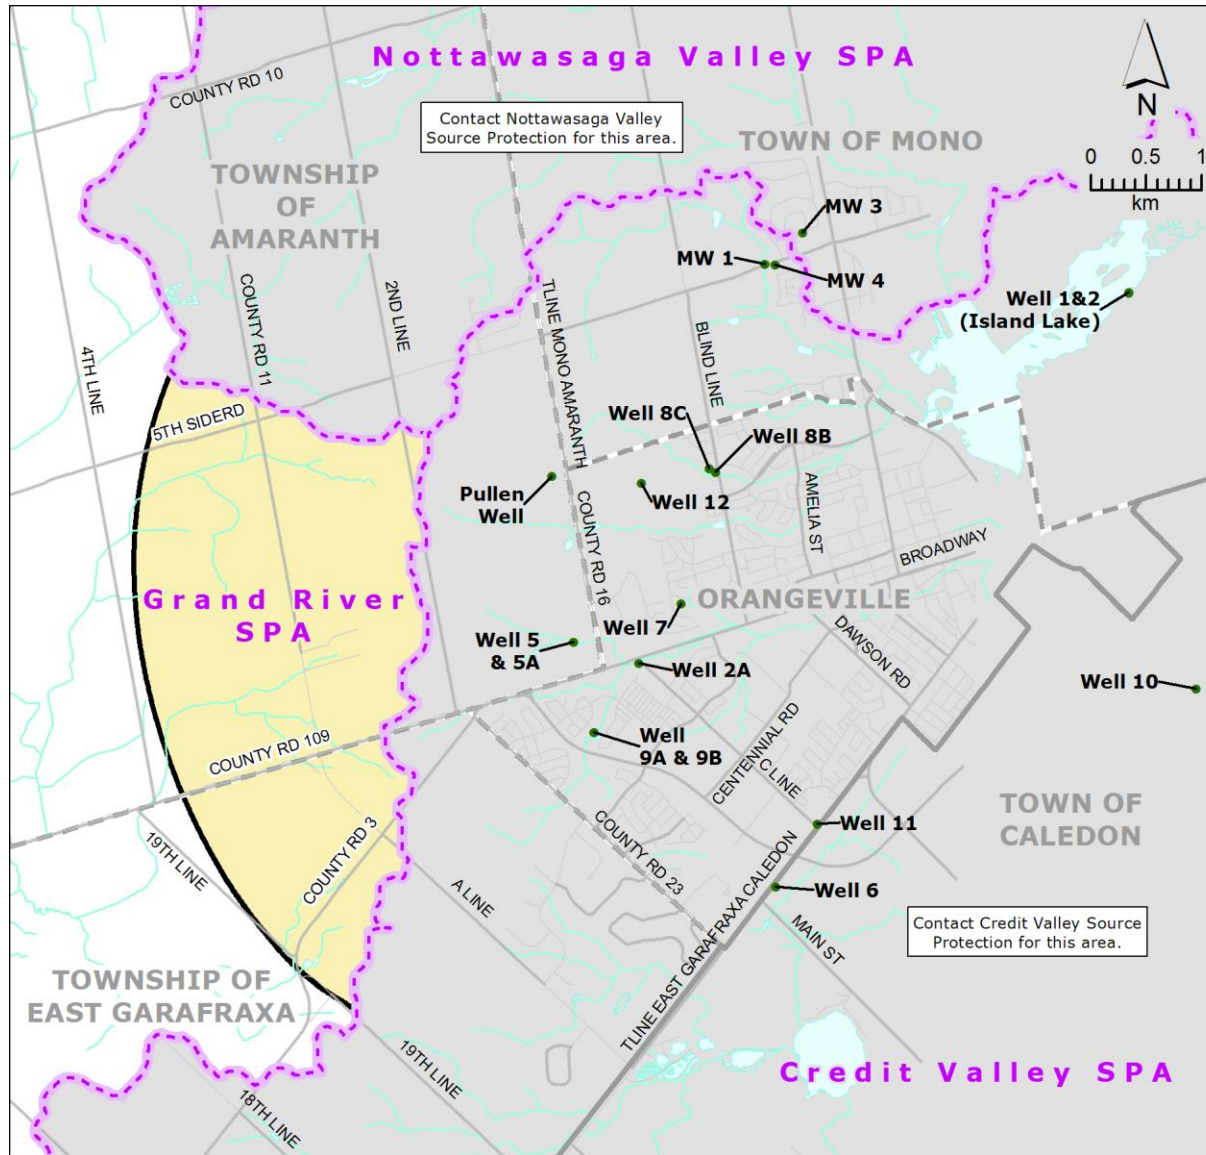 Nottawasaga Valley SPA
COUNTY RD 10
Contact Nottawasaga Valley
Source Protection for this area.
N
0 0.5 1
km
TOWN OF MONO
TOWNSHIP
OF
AMARANTH
MW 3
MW 1
MW 4
Well 1&2
(Island Lake)
COUNTY RD 11
2ND LINE
TLINE MONO AMARANTH
BLIND LINE
4TH LINE
5TH SIDERD
Well 8C
Well 8B
Pullen
Well
Well 12
COUNTY RD 16
AMELIA ST
BROADWAY
Grand River
SPA
ORANGEVILLE
Well 7
Well 5
& 5A
Well 2A
DAWSON RD
Well 10
COUNTY RD 109
Well
9A & 9B
CENTENNIAL RD
C LINE
TOWN OF
CALEDON
19TH LINE
COUNTY RD 3
COUNTY RD 23
Well 11
A LINE
Well 6
MAIN ST
Contact Credit Valley Source
Protection for this area.
TLINE EAST GARAFRAXA CALEDON
TOWNSHIP OF
EAST GARAFRAXA
19TH LINE
18TH LINE
Credit Valley SPA